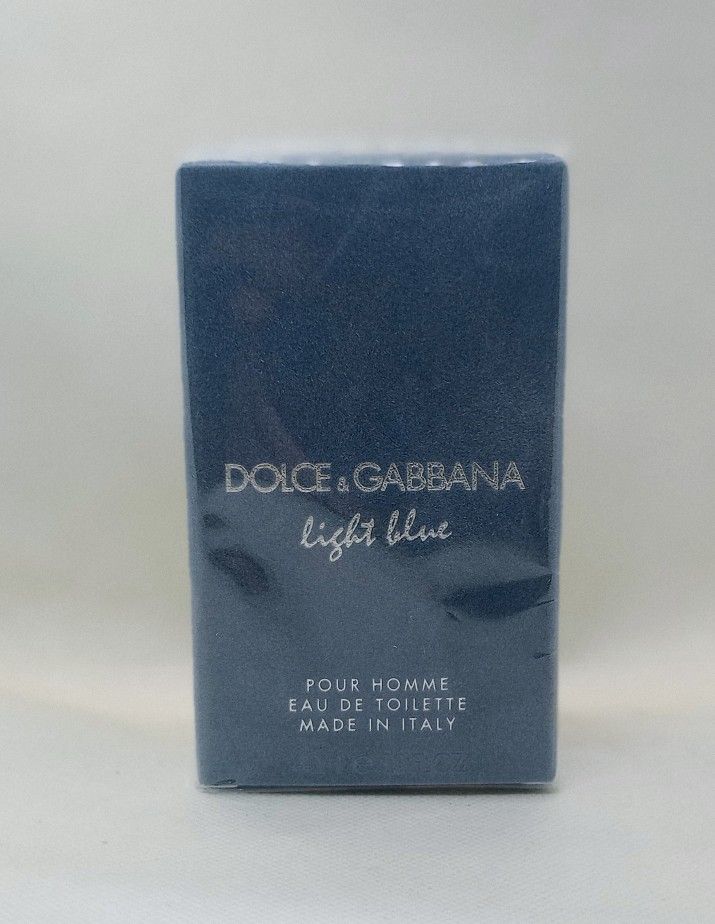 DOLCE & GABBANA
light blue
POUR HOMME
EAU DE TOILETTE
MADE IN ITALY